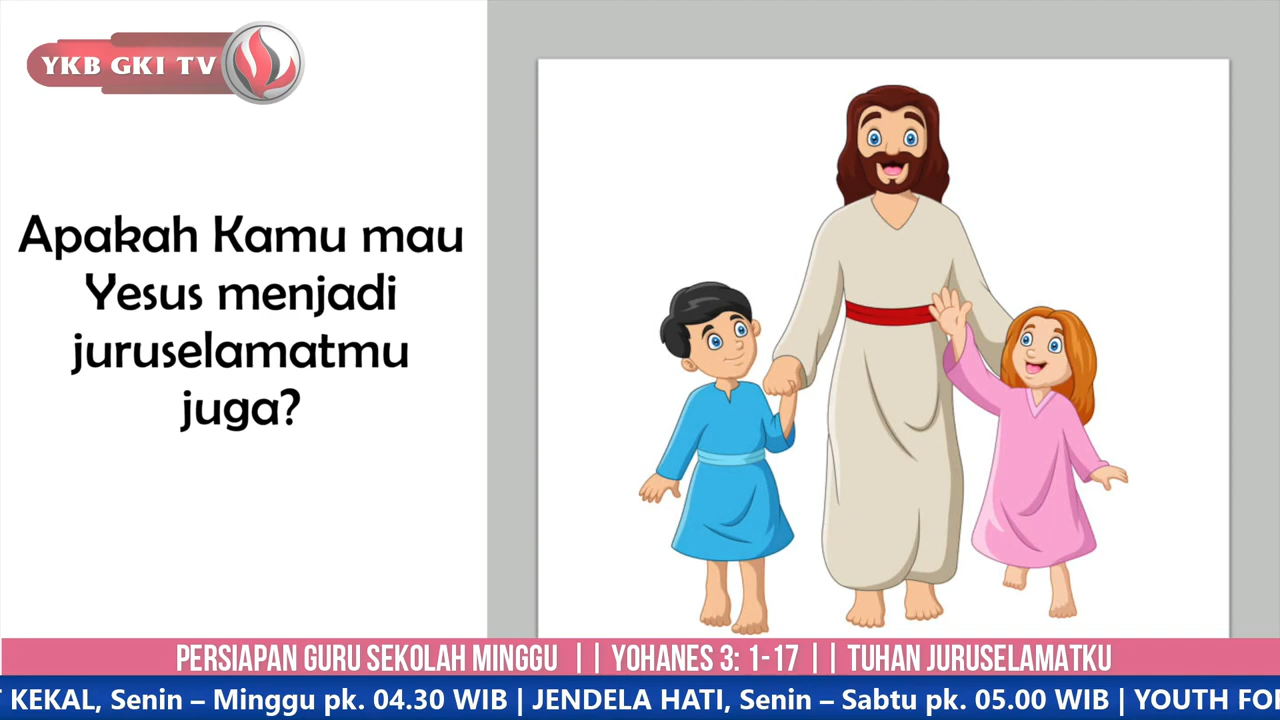 YKB GKI TV
Apakah Kamu mau
Yesus menjadi
juruselamatmu
juga?
PERSIAPAN GURU SEKOLAH MINGGU || YOHANES 3: 1-17 || TUHAN JURUSELAMATKU
KEKAL, Senin – Minggu pk. 04.30 WIB | JENDELA HATI, Senin – Sabtu pk. 05.00 WIB | YOUTH